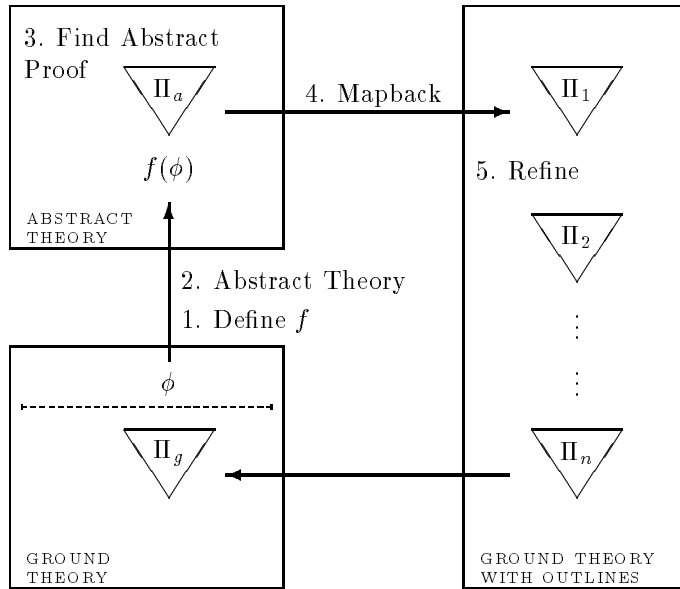 3. Find Abstract
Proof
Π_a
f(ϕ)
ABSTRACT
THEORY
4. Mapback
Π_1
5. Refine
Π_2
2. Abstract Theory
1. Define f
ϕ
Π_g
GROUND
THEORY
Π_n
GROUND THEORY
WITH OUTLINES